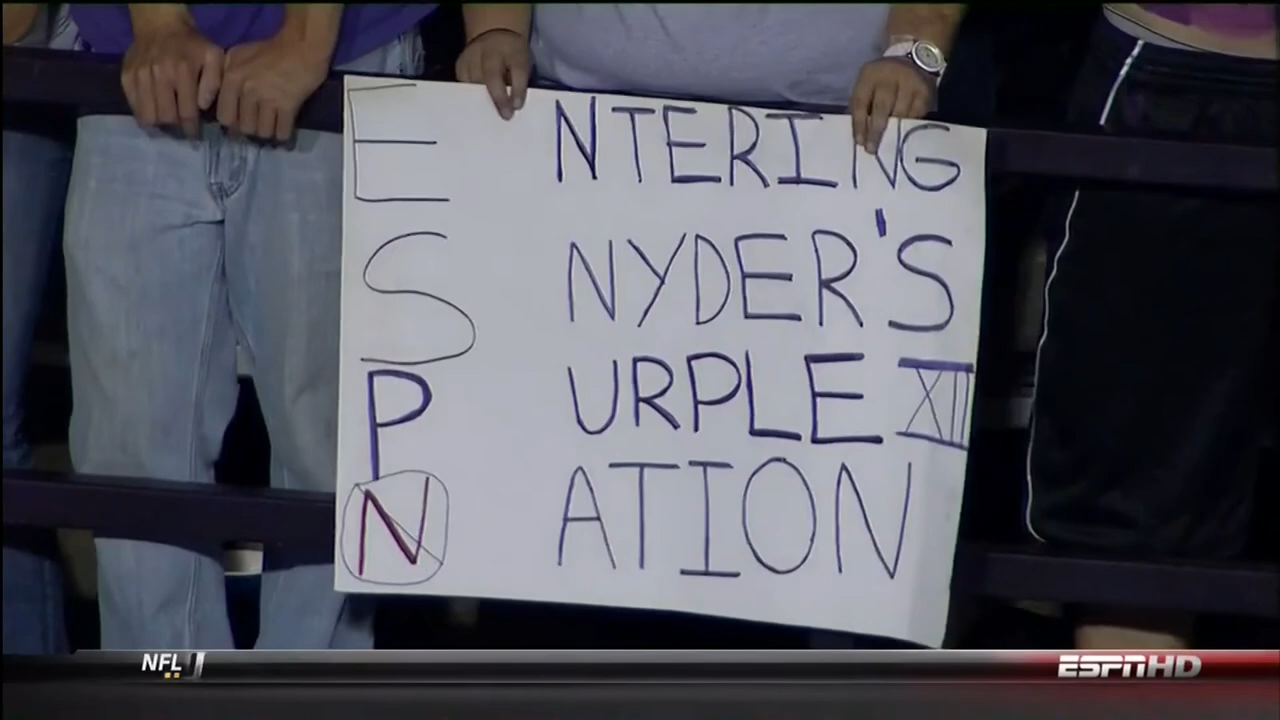 E NTERING
S NYDER'S
P URPLE XII
N ATION
NFL
ESPNHD